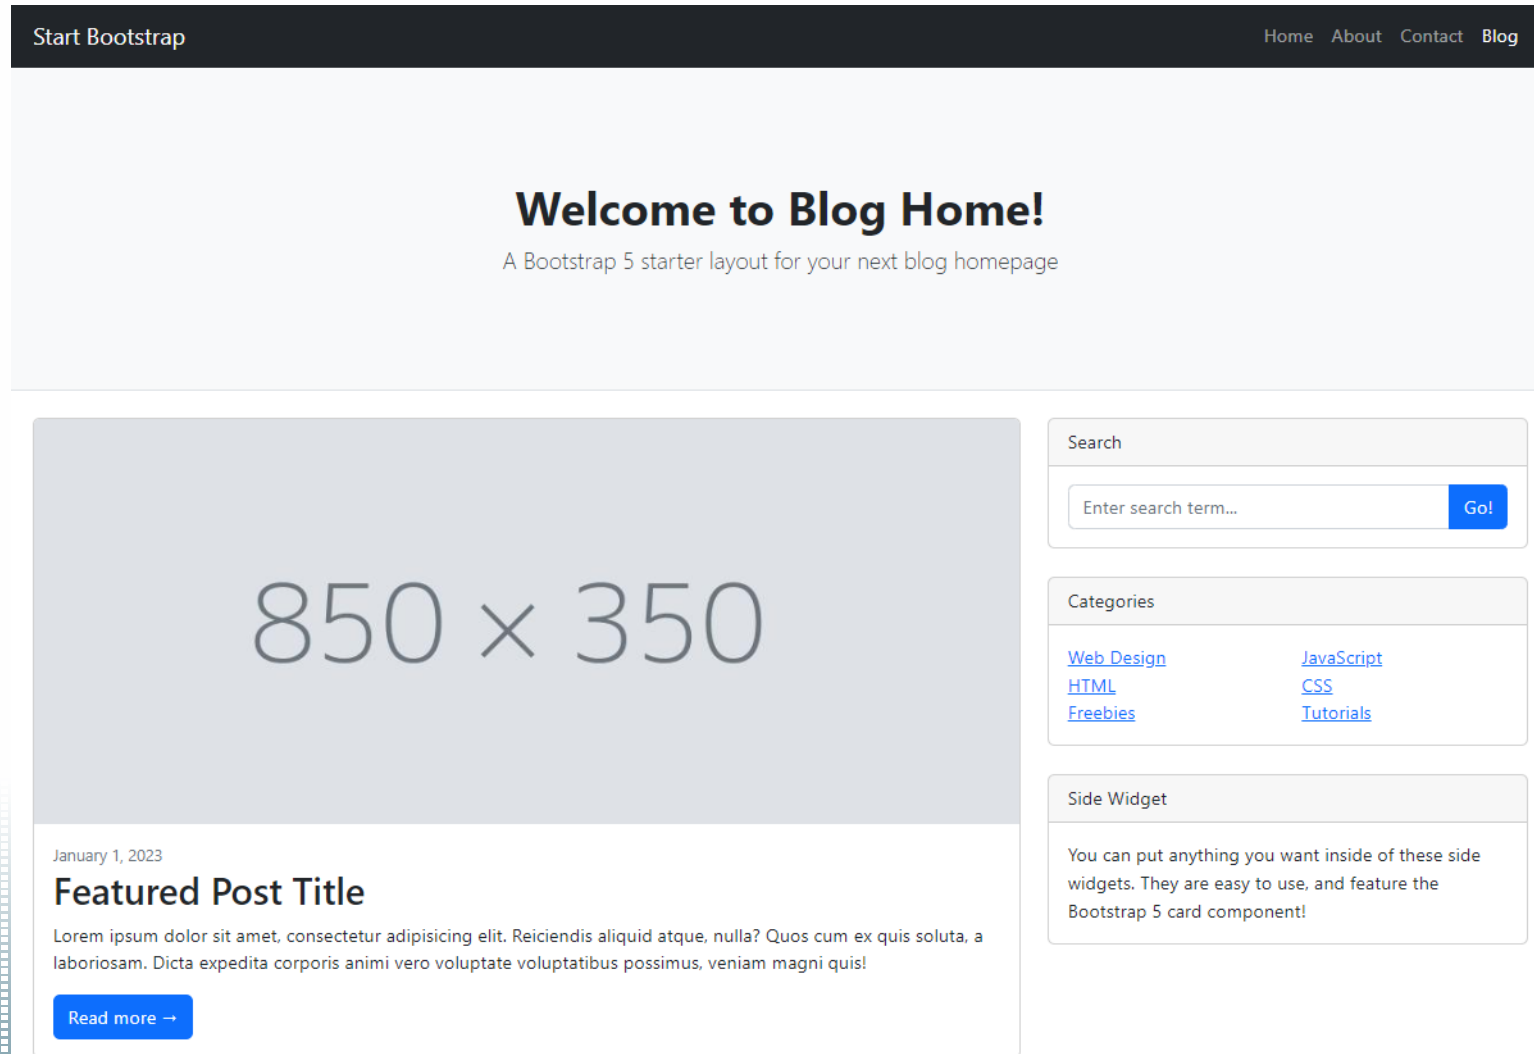 Start Bootstrap
Home About Contact Blog
Welcome to Blog Home!
A Bootstrap 5 starter layout for your next blog homepage
850 × 350
January 1, 2023
Featured Post Title
Lorem ipsum dolor sit amet, consectetur adipisicing elit. Reiciendis aliquid atque, nulla? Quos cum ex quis soluta, a
laboriosam. Dicta expedita corporis animi vero voluptate voluptatibus possimus, veniam magni quis!
Read more →
Search
Enter search term...
Go!
Categories
Web Design
HTML
Freebies
JavaScript
CSS
Tutorials
Side Widget
You can put anything you want inside of these side
widgets. They are easy to use, and feature the
Bootstrap 5 card component!